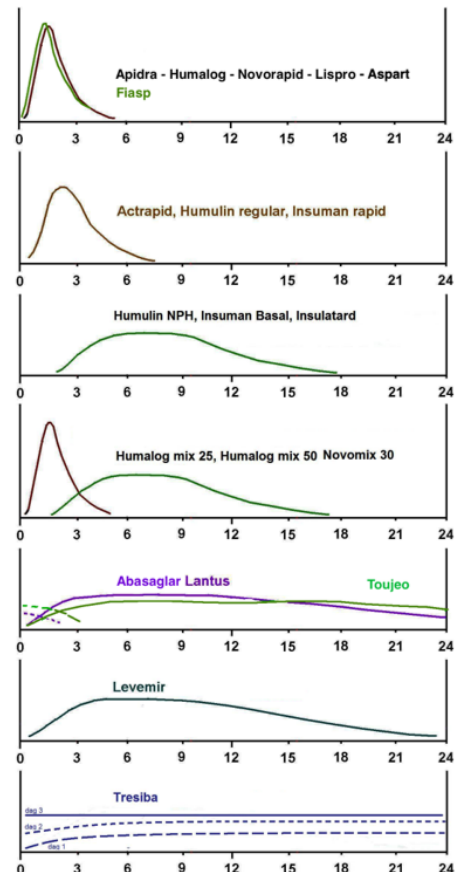 Apidra - Humalog - Novorapid - Lispro - Aspart
Fiasp
0 3 6 9 12 15 18 21 24
Actrapid, Humulin regular, Insuman rapid
0 3 6 9 12 15 18 21 24
Humulin NPH, Insuman Basal, Insulatard
0 3 6 9 12 15 18 21 24
Humalog mix 25, Humalog mix 50 Novomix 30
0 3 6 9 12 15 18 21 24
Abasaglar Lantus Toujeo
0 3 6 9 12 15 18 21 24
Levemir
0 3 6 9 12 15 18 21 24
Tresiba
dag 3
dag 2
dag 1
0 3 6 9 12 15 18 21 24